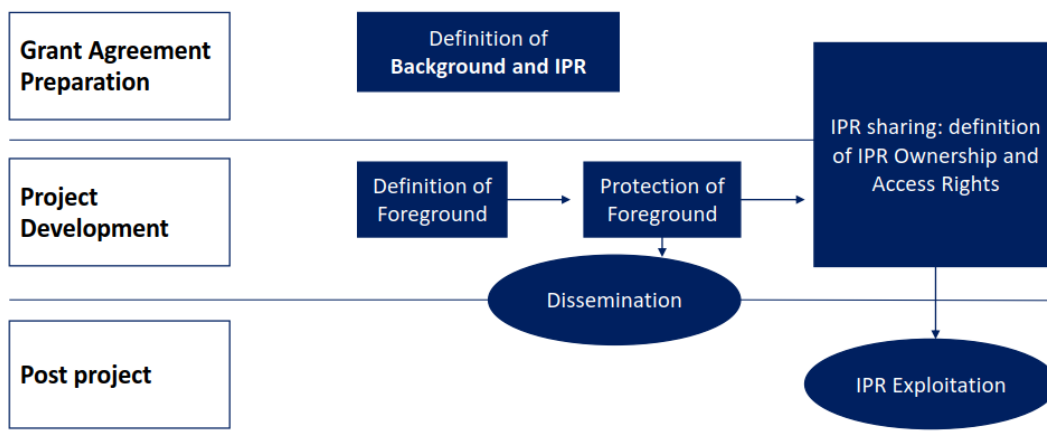 Grant Agreement
Preparation
Definition of
Background and IPR
IPR sharing: definition
of IPR Ownership and
Access Rights
Project
Development
Definition of
Foreground
Protection of
Foreground
Dissemination
Post project
IPR Exploitation